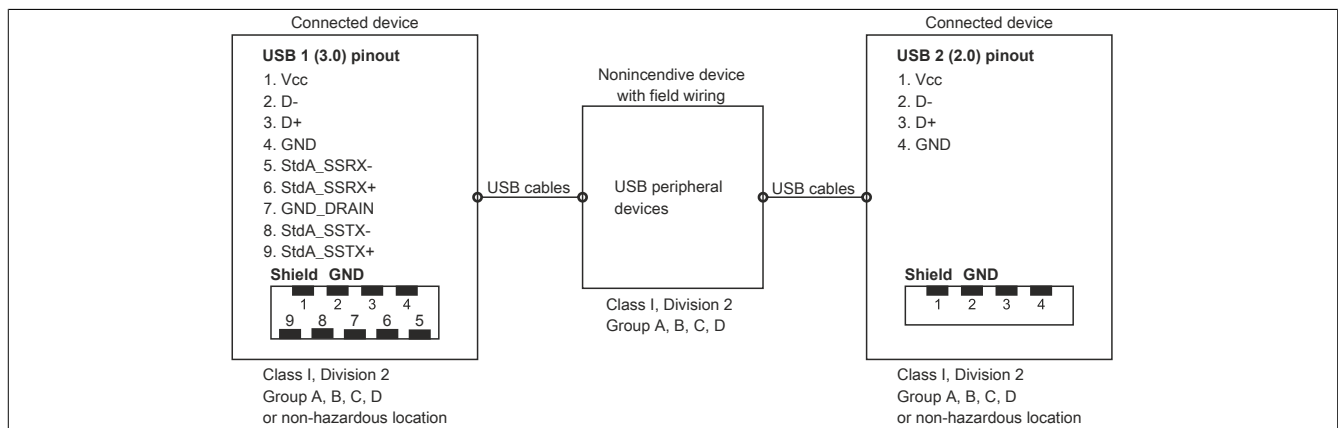 Connected device
USB 1 (3.0) pinout
1. Vcc
2. D-
3. D+
4. GND
5. StdA_SSRX-
6. StdA_SSRX+
7. GND_DRAIN
8. StdA_SSTX-
9. StdA_SSTX+
Shield GND
1 2 3 4
9 8 7 6 5
Class I, Division 2
Group A, B, C, D
or non-hazardous location
USB cables
Nonincendive device
with field wiring
USB peripheral
devices
Class I, Division 2
Group A, B, C, D
USB cables
Connected device
USB 2 (2.0) pinout
1. Vcc
2. D-
3. D+
4. GND
Shield GND
1 2 3 4
Class I, Division 2
Group A, B, C, D
or non-hazardous location